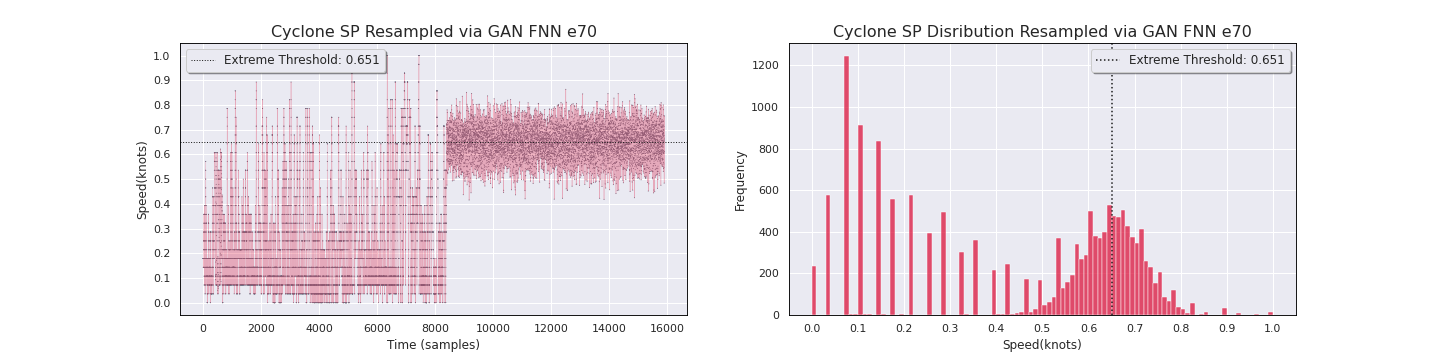 Cyclone SP Resampled via GAN FNN e70
Extreme Threshold: 0.651
Speed(knots)
1.0
0.9
0.8
0.7
0.6
0.5
0.4
0.3
0.2
0.1
0.0
0 2000 4000 6000 8000 10000 12000 14000 16000
Time (samples)
Cyclone SP Disribution Resampled via GAN FNN e70
Extreme Threshold: 0.651
Frequency
1200
1000
800
600
400
200
0
0.0 0.1 0.2 0.3 0.4 0.5 0.6 0.7 0.8 0.9 1.0
Speed(knots)